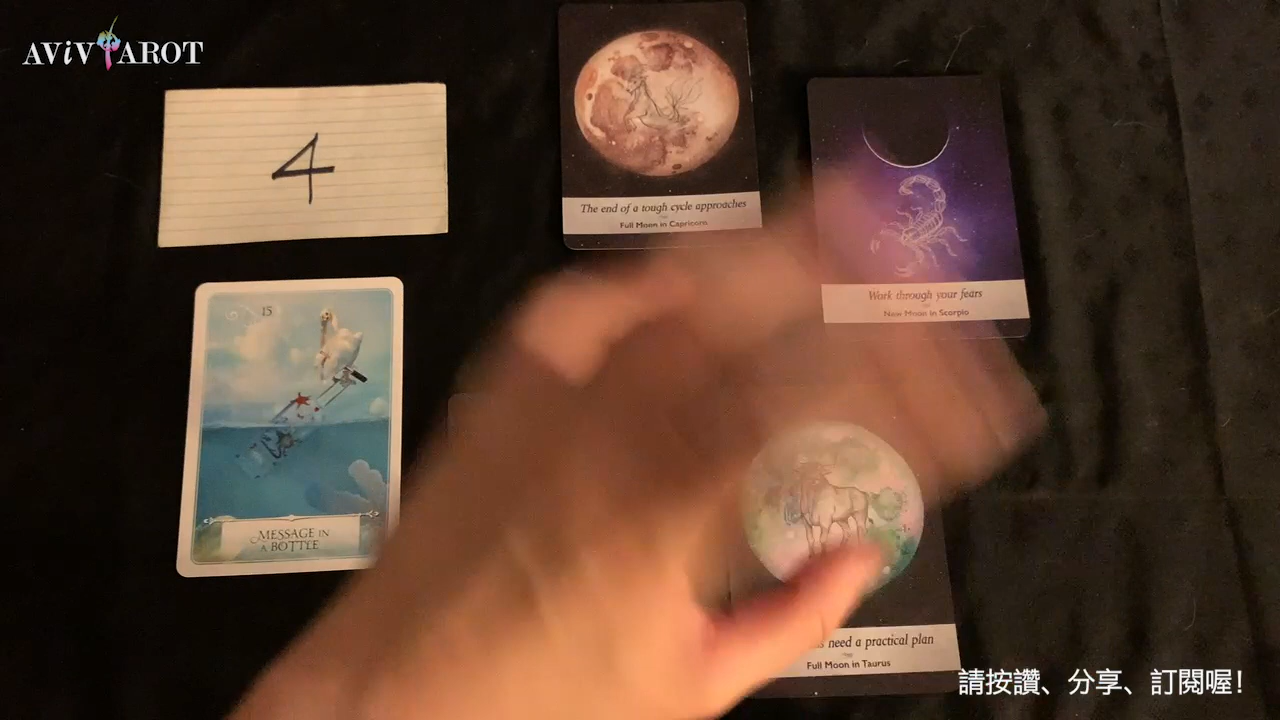 AViVTAROT
4
The end of a tough cycle approaches
Full Moon in Capricorn
Work through your fears
New Moon in Scorpio
15
MESSAGE IN
A BOTTLE
need a practical plan
Full Moon in Taurus
請按讚、分享、訂閱喔!